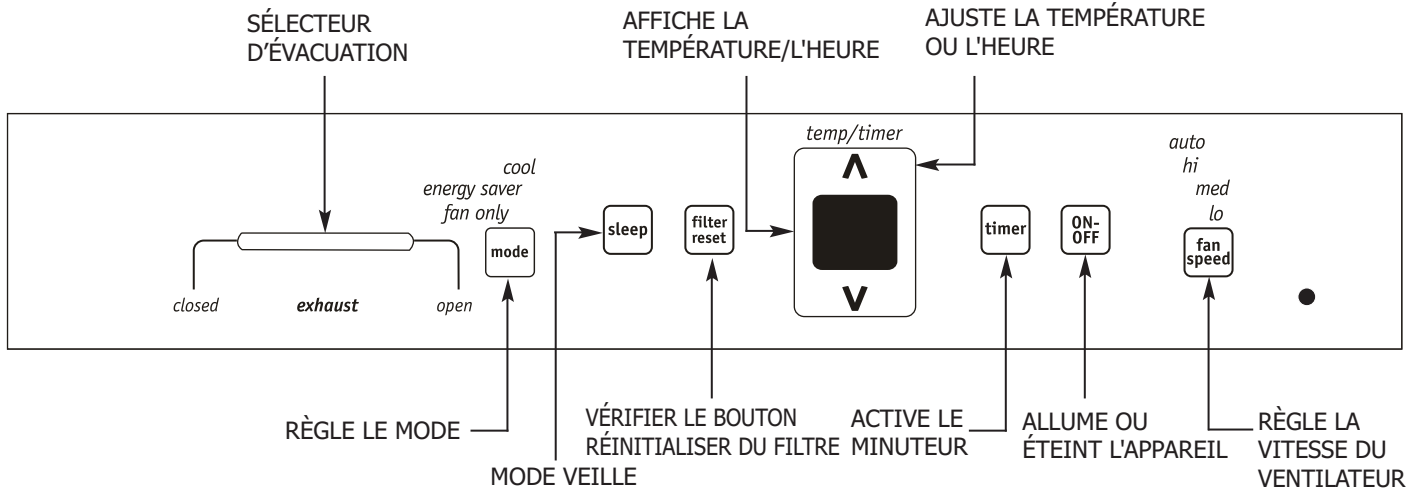 SÉLECTEUR
D’ÉVACUATION
AFFICHE LA
TEMPÉRATURE/L'HEURE
AJUSTE LA TEMPÉRATURE
OU L'HEURE
temp/timer
cool
energy saver
fan only
mode
closed
exhaust
open
sleep
filter
reset
timer
ON-
OFF
auto
hi
med
lo
fan
speed
RÈGLE LE MODE
MODE VEILLE
VÉRIFIER LE BOUTON
RÉINITIALISER DU FILTRE
ACTIVE LE
MINUTEUR
ALLUME OU
ÉTEINT L'APPAREIL
RÈGLE LA
VITESSE DU
VENTILATEUR